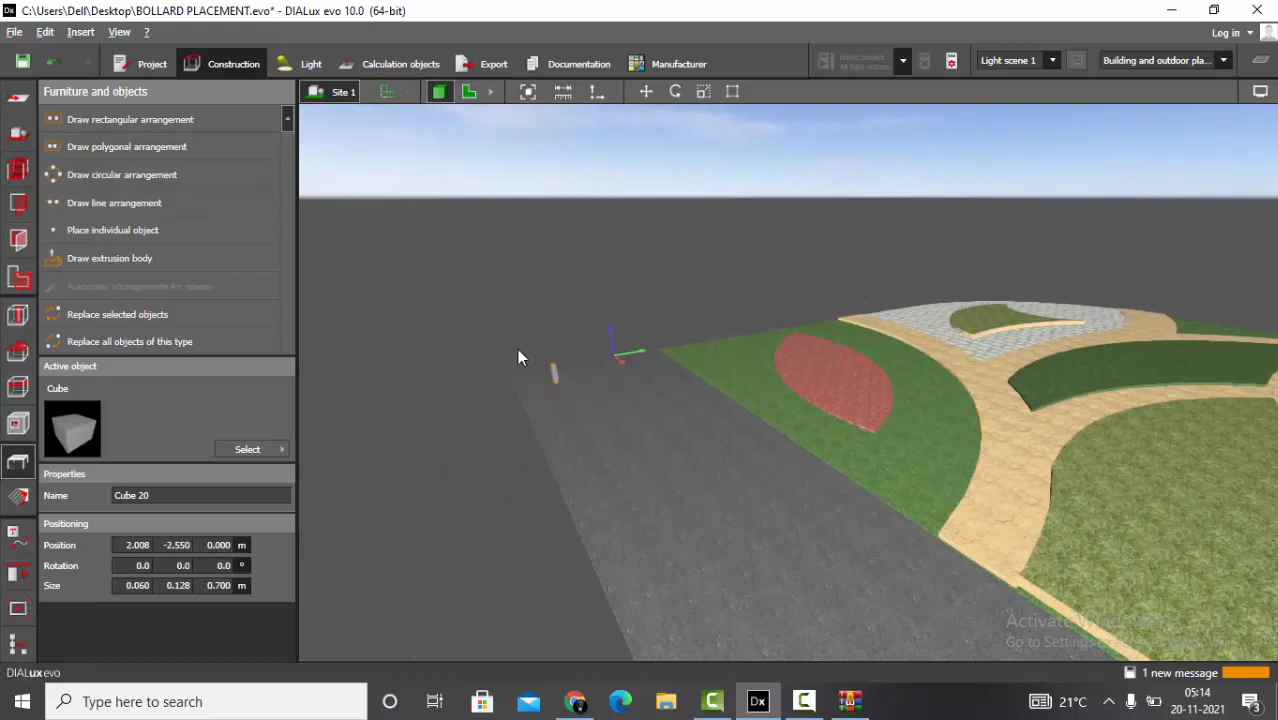 C:\Users\Dell\Desktop\BOLLARD PLACEMENT.evo* - DIALux evo 10.0 (64-bit)
File Edit Insert View ?
Log in
Project Construction Light Calculation objects Export Documentation Manufacturer
Light scene 1
Building and outdoor pla...
Furniture and objects
Site 1
Draw rectangular arrangement
Draw polygonal arrangement
Draw circular arrangement
Draw line arrangement
Place individual object
Draw extrusion body
Automatic arrangements for spaces
Replace selected objects
Replace all objects of this type
Active object
Cube
Select
Properties
Name Cube 20
Positioning
Position 2.008 -2.550 0.000 m
Rotation 0.0 0.0 0.0 °
Size 0.060 0.128 0.700 m
Activate Windows
Go to Settings
DIALux evo
1 new message
Type here to search
21°C
05:14
20-11-2021
3